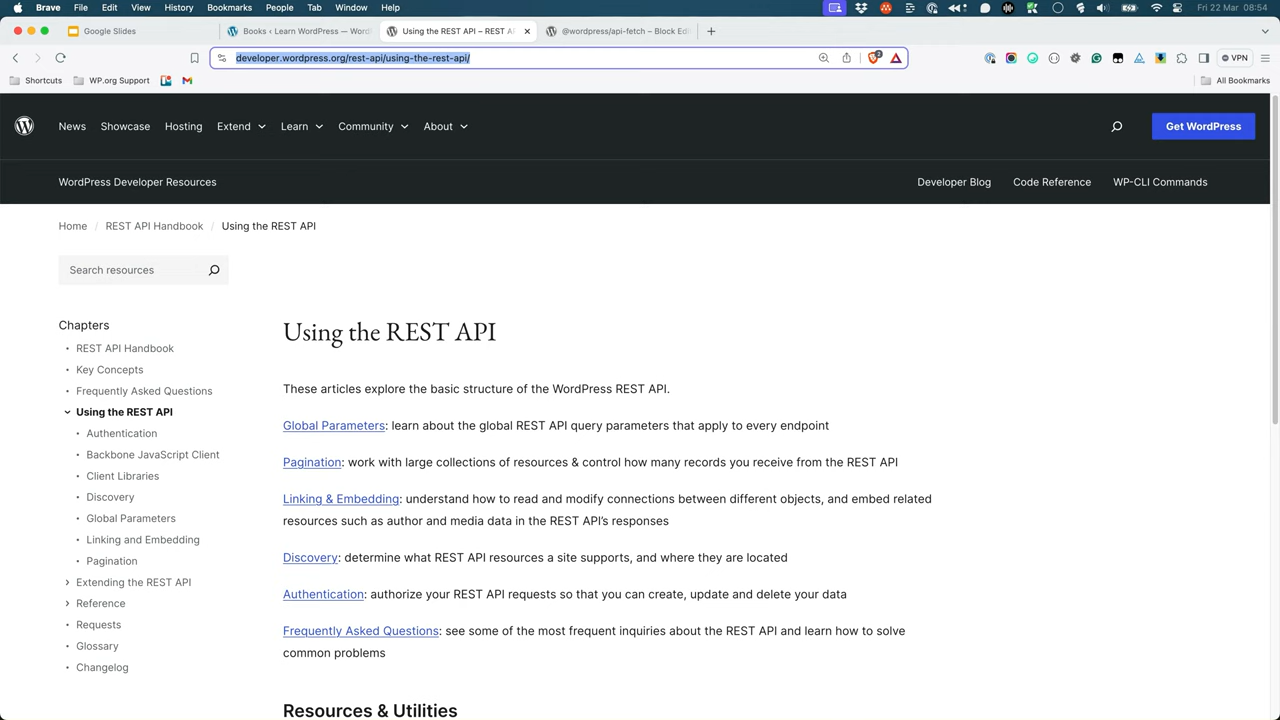 Brave File Edit View History Bookmarks People Tab Window Help Fri 22 Mar 08:54
Google Slides Books ‹ Learn WordPress — Word Using the REST API – REST A @wordpress/api-fetch – Block Edi
developer.wordpress.org/rest-api/using-the-rest-api/ 2 VPN
Shortcuts WP.org Support All Bookmarks
News Showcase Hosting Extend Learn Community About Get WordPress
WordPress Developer Resources Developer Blog Code Reference WP-CLI Commands
Home / REST API Handbook / Using the REST API
Search resources
Chapters
REST API Handbook
Key Concepts
Frequently Asked Questions
Using the REST API
Authentication
Backbone JavaScript Client
Client Libraries
Discovery
Global Parameters
Linking and Embedding
Pagination
Extending the REST API
Reference
Requests
Glossary
Changelog
Using the REST API
These articles explore the basic structure of the WordPress REST API.
Global Parameters: learn about the global REST API query parameters that apply to every endpoint
Pagination: work with large collections of resources & control how many records you receive from the REST API
Linking & Embedding: understand how to read and modify connections between different objects, and embed related
resources such as author and media data in the REST API’s responses
Discovery: determine what REST API resources a site supports, and where they are located
Authentication: authorize your REST API requests so that you can create, update and delete your data
Frequently Asked Questions: see some of the most frequent inquiries about the REST API and learn how to solve
common problems
Resources & Utilities